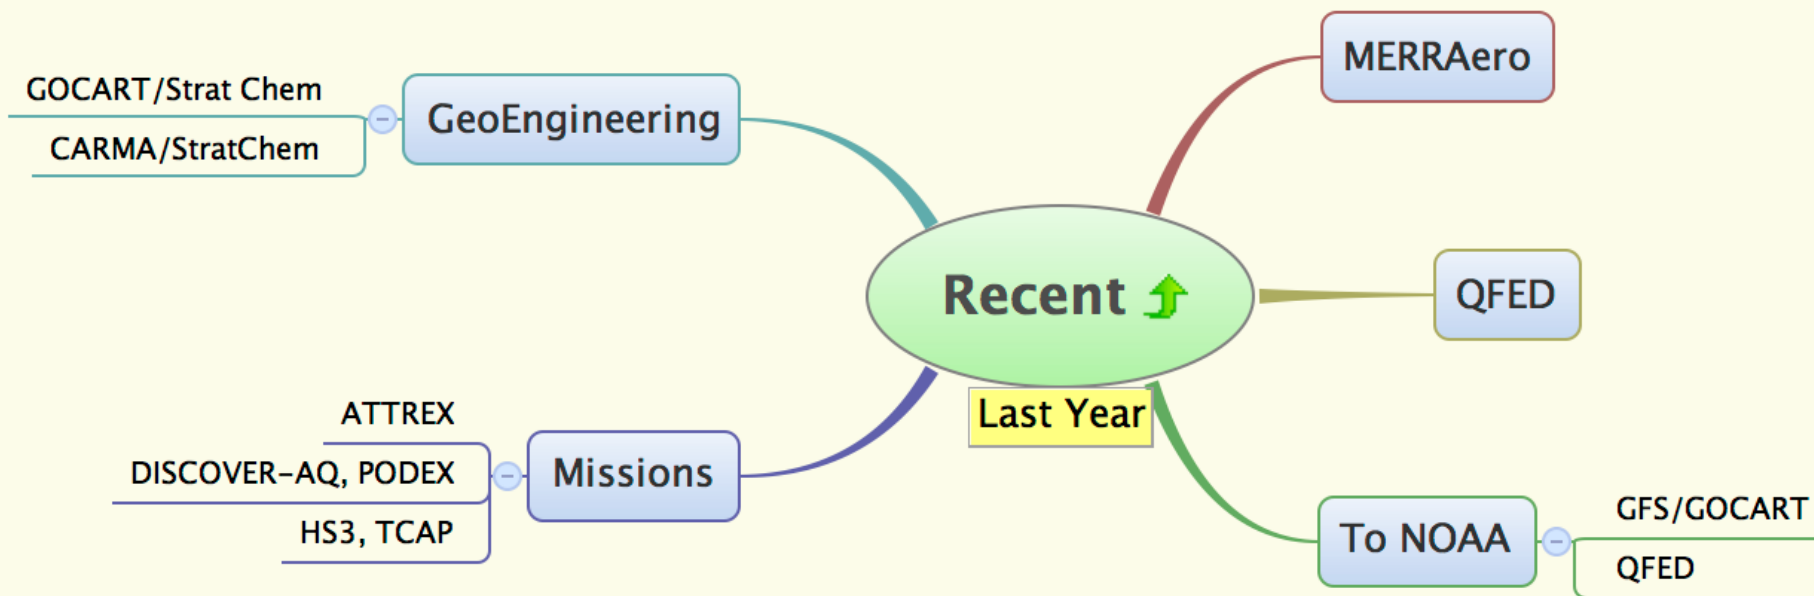 MERRAero
GOCART/Strat Chem
GeoEngineering
CARMA/StratChem
Recent
QFED
Last Year
ATTREX
DISCOVER-AQ, PODEX
Missions
HS3, TCAP
To NOAA
GFS/GOCART
QFED